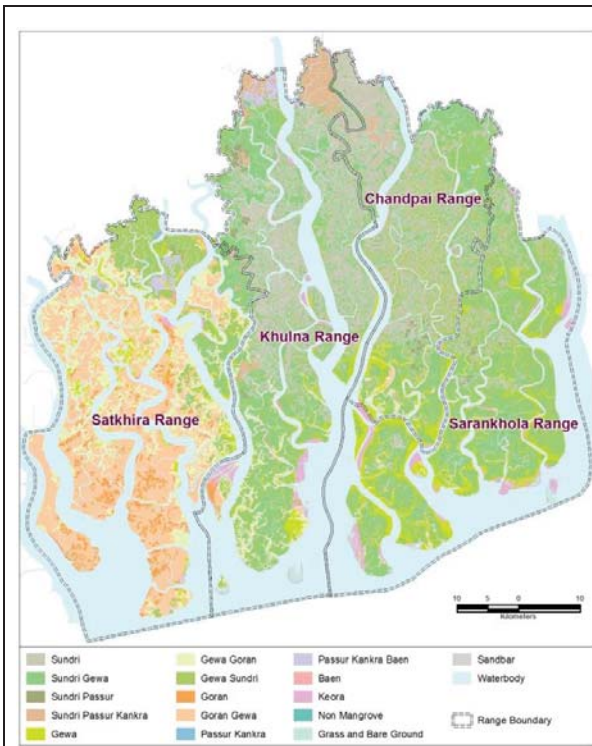 Chandpai Range
Khulna Range
Satkhira Range
Sarankhola Range
10 5 0 10
Kilometers
Sundri
Sundri Gewa
Sundri Passur
Sundri Passur Kankra
Gewa
Gewa Goran
Gewa Sundri
Goran
Goran Gewa
Passur Kankra
Passur Kankra Baen
Baen
Keora
Non Mangrove
Grass and Bare Ground
Sandbar
Waterbody
Range Boundary